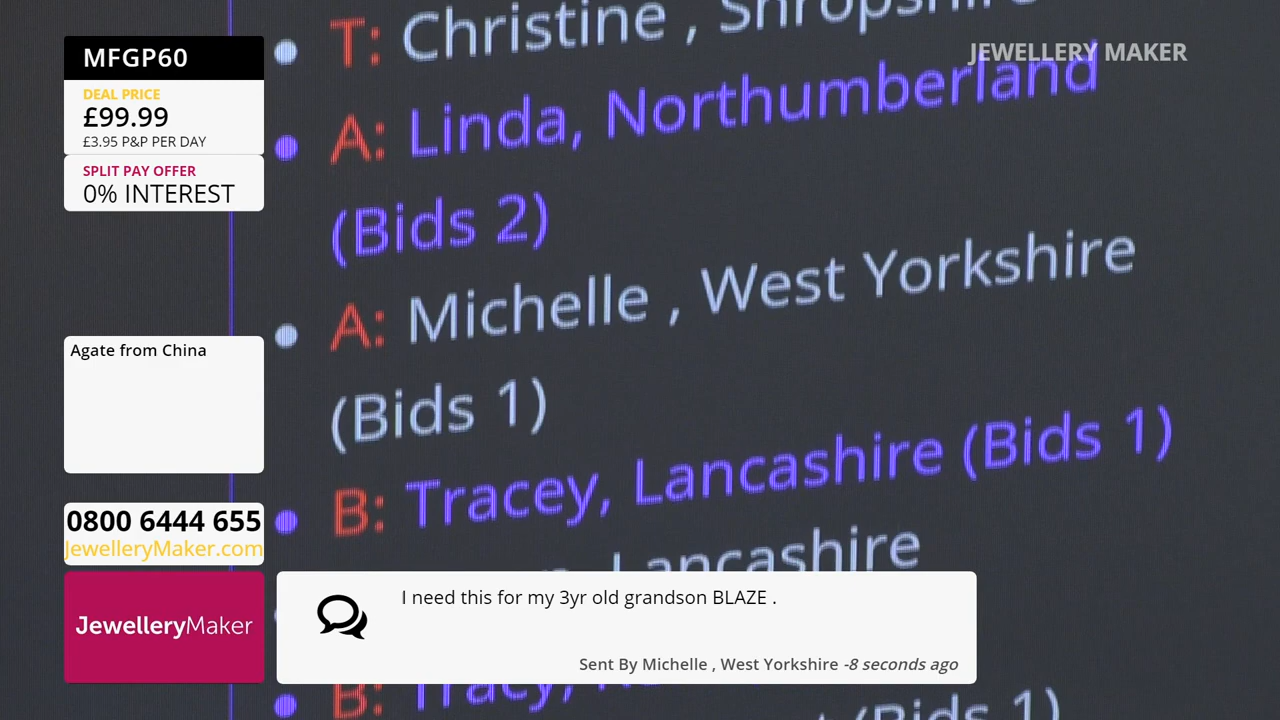 MFGP60
DEAL PRICE
£99.99
£3.95 P&P PER DAY
SPLIT PAY OFFER
0% INTEREST
JEWELLERY MAKER
T: Christine , Shropshire
A: Linda, Northumberland
(Bids 2)
A: Michelle , West Yorkshire
(Bids 1)
B: Tracey, Lancashire (Bids 1)
Lancashire
B: Tracy,
(Bids 1)
Agate from China
0800 6444 655
JewelleryMaker.com
JewelleryMaker
I need this for my 3yr old grandson BLAZE .
Sent By Michelle , West Yorkshire -8 seconds ago